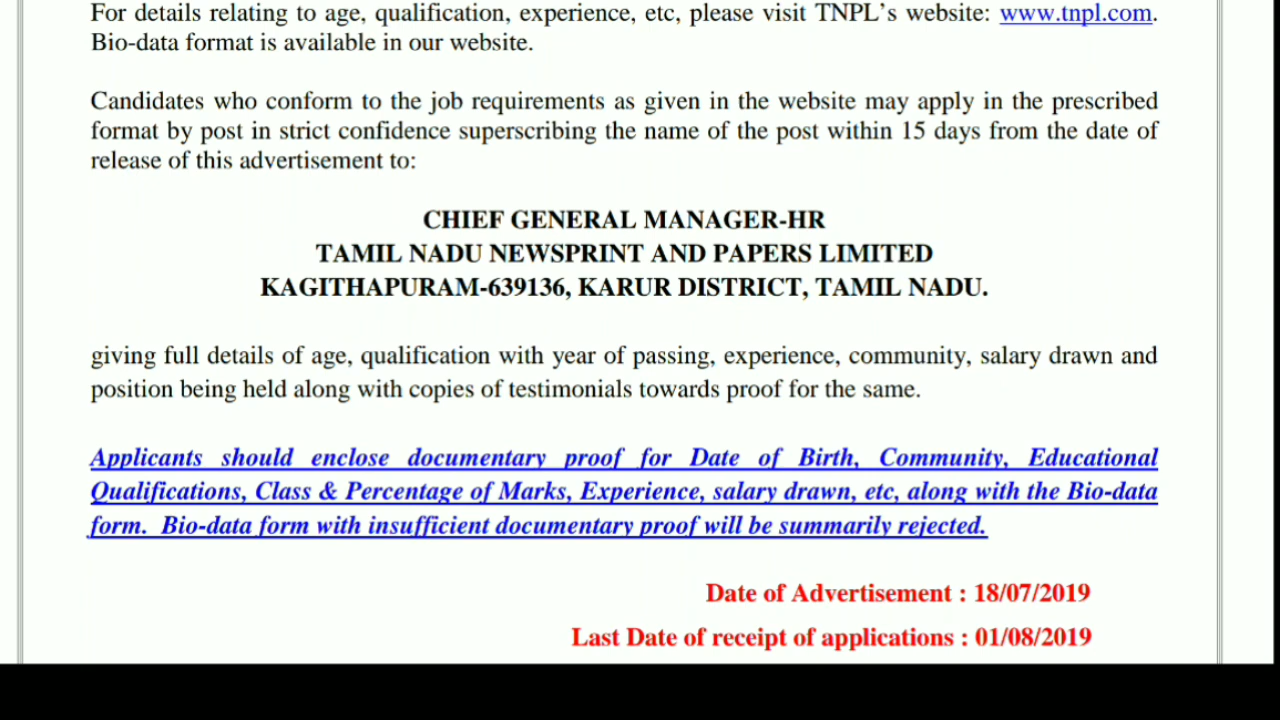 For details relating to age, qualification, experience, etc, please visit TNPL's website: www.tnpl.com.
Bio-data format is available in our website.
Candidates who conform to the job requirements as given in the website may apply in the prescribed
format by post in strict confidence superscribing the name of the post within 15 days from the date of
release of this advertisement to:
CHIEF GENERAL MANAGER-HR
TAMIL NADU NEWSPRINT AND PAPERS LIMITED
KAGITHAPURAM-639136, KARUR DISTRICT, TAMIL NADU.
giving full details of age, qualification with year of passing, experience, community, salary drawn and
position being held along with copies of testimonials towards proof for the same.
Applicants should enclose documentary proof for Date of Birth, Community, Educational
Qualifications, Class & Percentage of Marks, Experience, salary drawn, etc, along with the Bio-data
form. Bio-data form with insufficient documentary proof will be summarily rejected.
Date of Advertisement : 18/07/2019
Last Date of receipt of applications : 01/08/2019